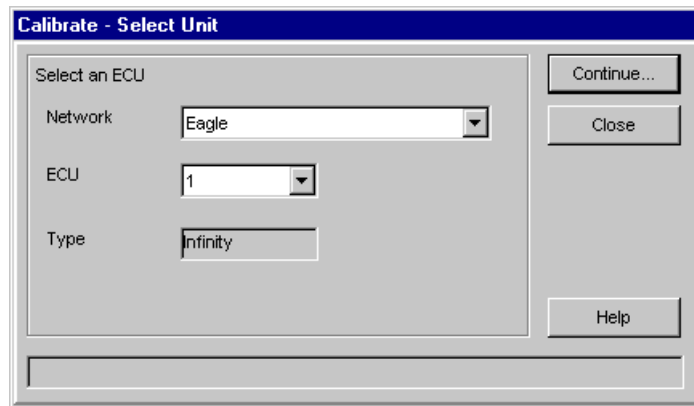 Calibrate - Select Unit
Select an ECU
Continue...
Network
Eagle
Close
ECU
1
Type
Infinity
Help